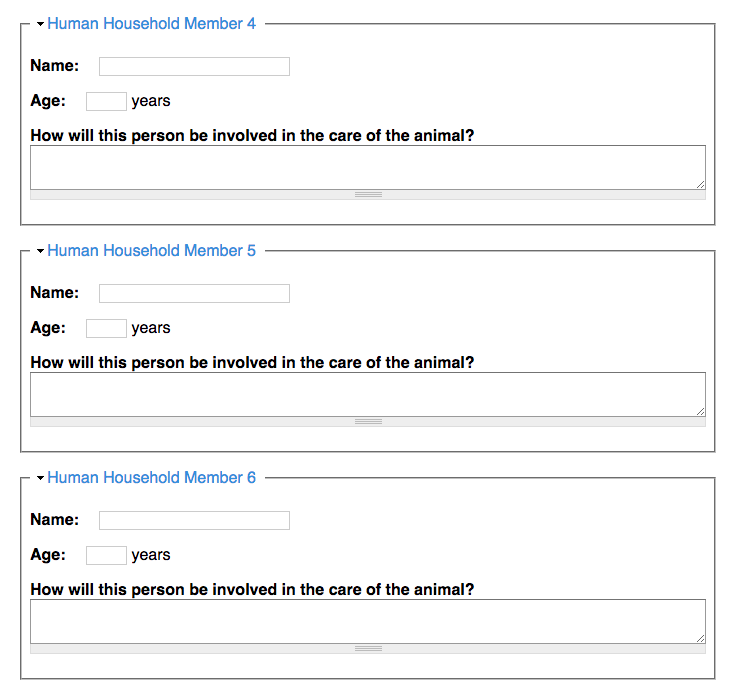 Human Household Member 4
Name:
Age: years
How will this person be involved in the care of the animal?
Human Household Member 5
Name:
Age: years
How will this person be involved in the care of the animal?
Human Household Member 6
Name:
Age: years
How will this person be involved in the care of the animal?